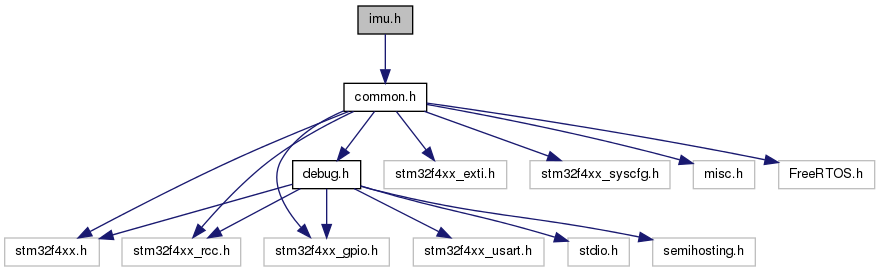 imu.h
common.h
debug.h
stm32f4xx_exti.h
stm32f4xx_syscfg.h
misc.h
FreeRTOS.h
stm32f4xx.h
stm32f4xx_rcc.h
stm32f4xx_gpio.h
stm32f4xx_usart.h
stdio.h
semihosting.h